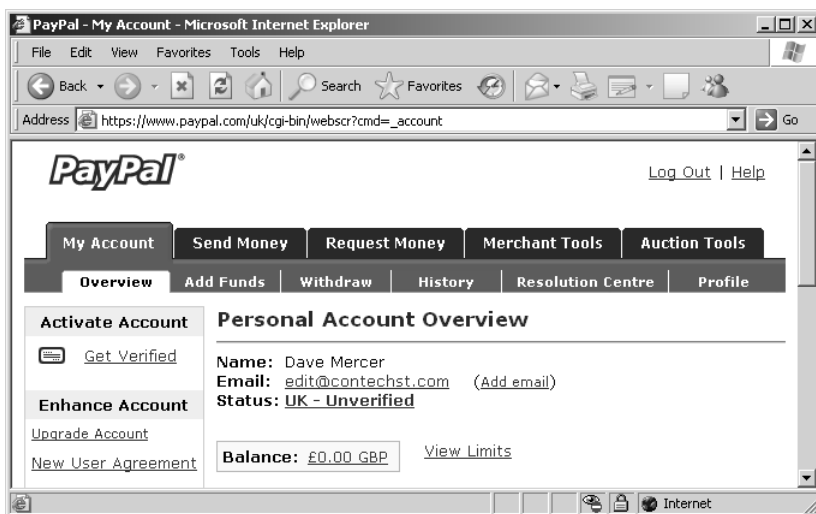 PayPal - My Account - Microsoft Internet Explorer
File Edit View Favorites Tools Help
Back Search Favorites
Address https://www.paypal.com/uk/cgi-bin/webscr?cmd=_account Go
PayPal®
Log Out | Help
My Account Send Money Request Money Merchant Tools Auction Tools
Overview Add Funds Withdraw History Resolution Centre Profile
Activate Account
Get Verified
Enhance Account
Upgrade Account
New User Agreement
Personal Account Overview
Name: Dave Mercer
Email: edit@contechst.com (Add email)
Status: UK - Unverified
Balance: £0.00 GBP View Limits
Internet